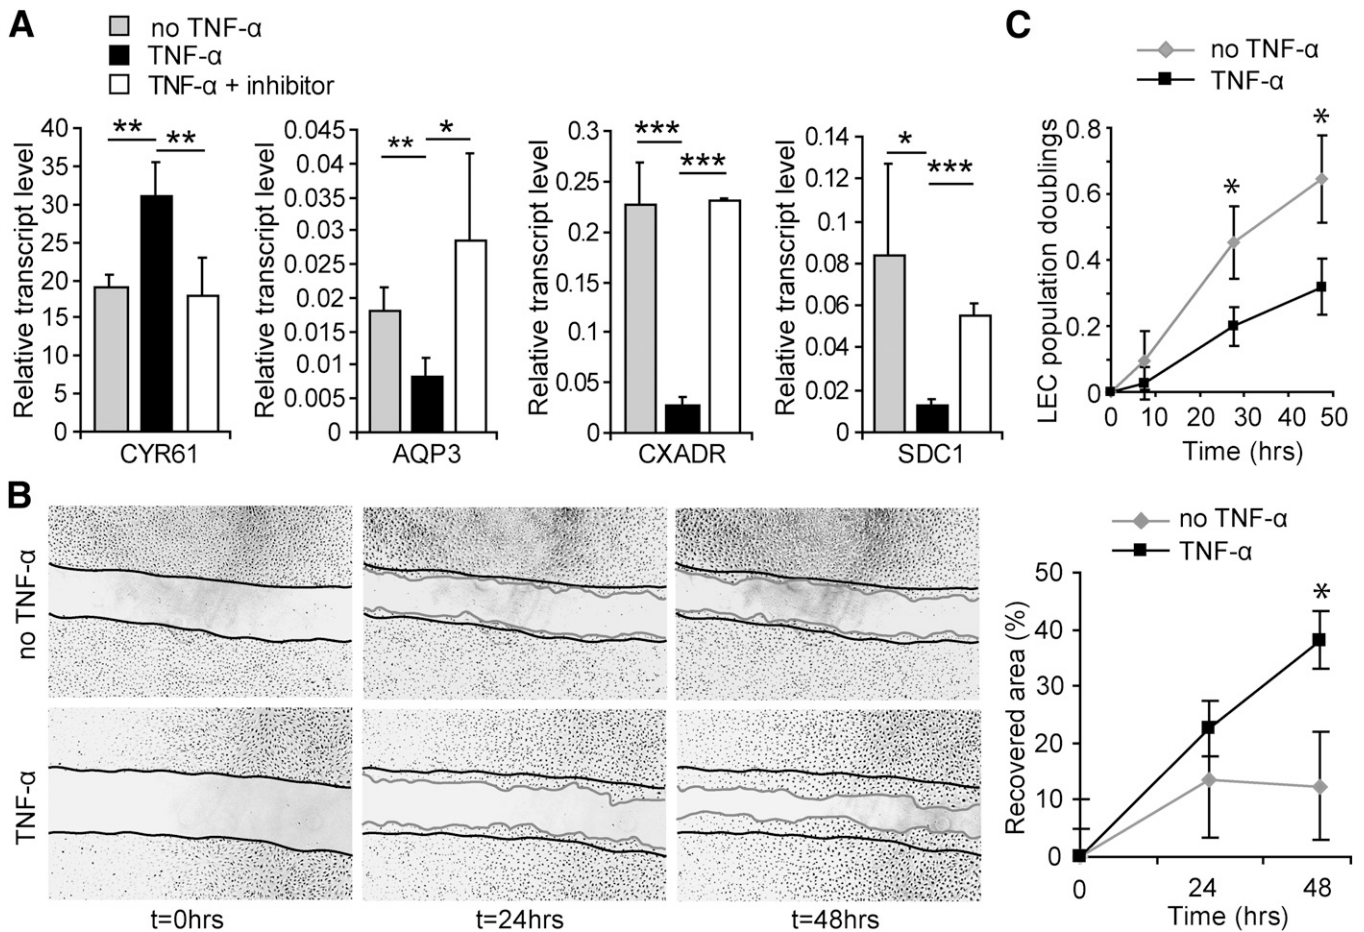 A
no TNF-α
TNF-α
TNF-α + inhibitor
Relative transcript level
40
35
30
25
20
15
10
5
0
** **
CYR61
Relative transcript level
0.045
0.04
0.035
0.03
0.025
0.02
0.015
0.01
0.005
0
** *
AQP3
Relative transcript level
0.3
0.25
0.2
0.15
0.1
0.05
0
*** ***
CXADR
Relative transcript level
0.14
0.12
0.1
0.08
0.06
0.04
0.02
0
* ***
SDC1
C
no TNF-α
TNF-α
LEC population doublings
0.8
0.6
0.4
0.2
0
* *
0 10 20 30 40 50
Time (hrs)
B
no TNF-α
TNF-α
t=0hrs
t=24hrs
t=48hrs
no TNF-α
TNF-α
Recovered area (%)
50
40
30
20
10
0
*
0 24 48
Time (hrs)